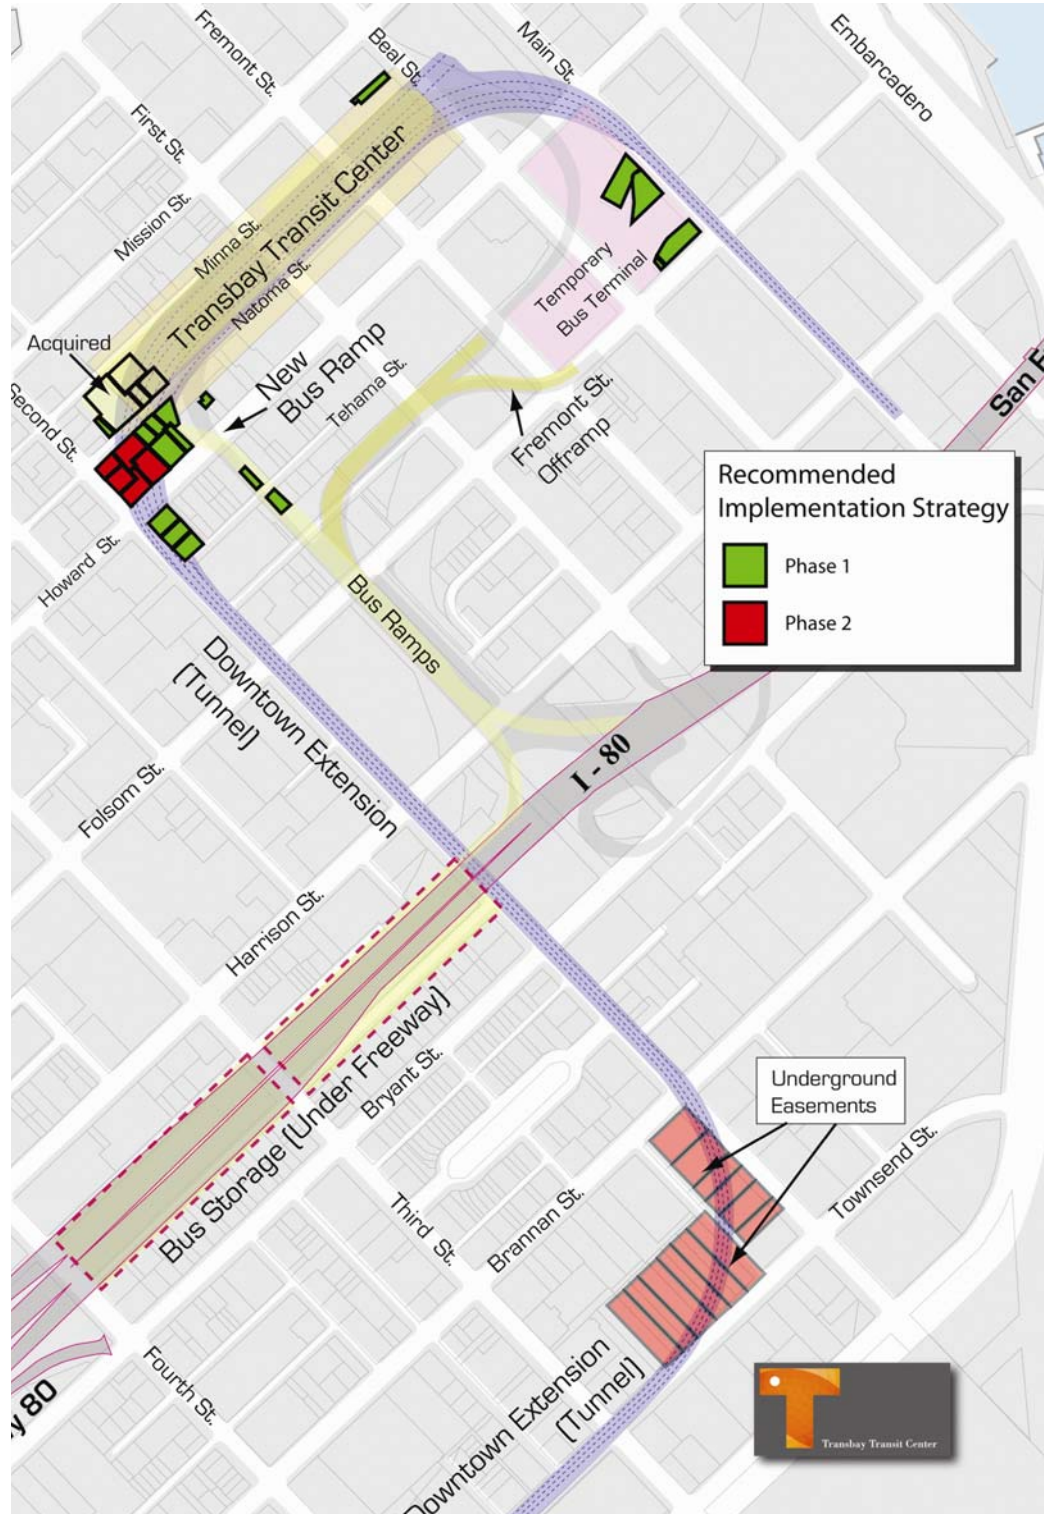 Fremont St.
Beal St.
Main St.
Embarcadero
First St.
Mission St.
Minna St.
Transbay Transit Center
Natoma St.
Acquired
Second St.
New
Bus Ramp
Tehama St.
Temporary
Bus Terminal
Fremont St.
Offramp
San F
Recommended
Implementation Strategy
Phase 1
Phase 2
Howard St.
Bus Ramps
Downtown Extension
(Tunnel)
I - 80
Folsom St.
Harrison St.
Bus Storage (Under Freeway)
Bryant St.
Underground
Easements
Townsend St.
Third St.
Brannan St.
Fourth St.
y 80
Downtown Extension
(Tunnel)
T
Transbay Transit Center